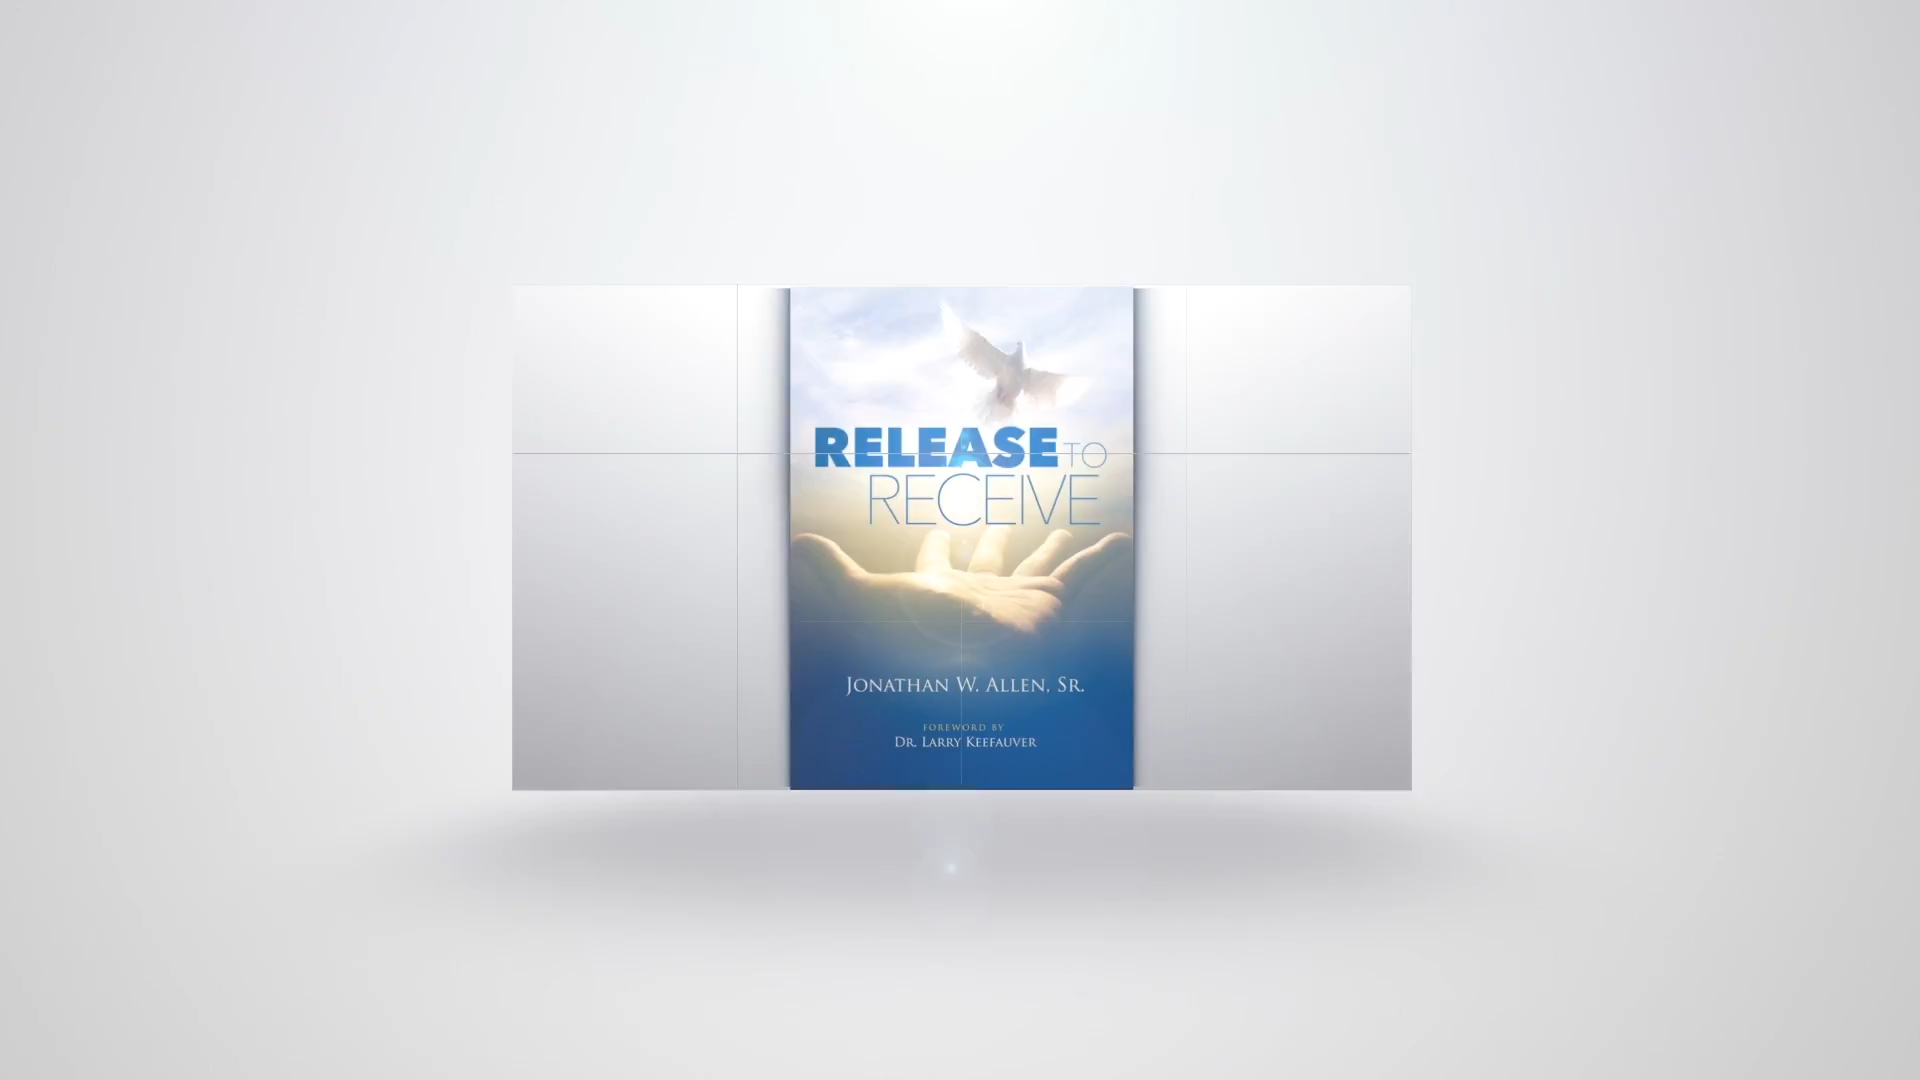 RELEASE TO
RECEIVE
JONATHAN W. ALLEN, SR.
FOREWORD BY
DR. LARRY KEEFAUVER